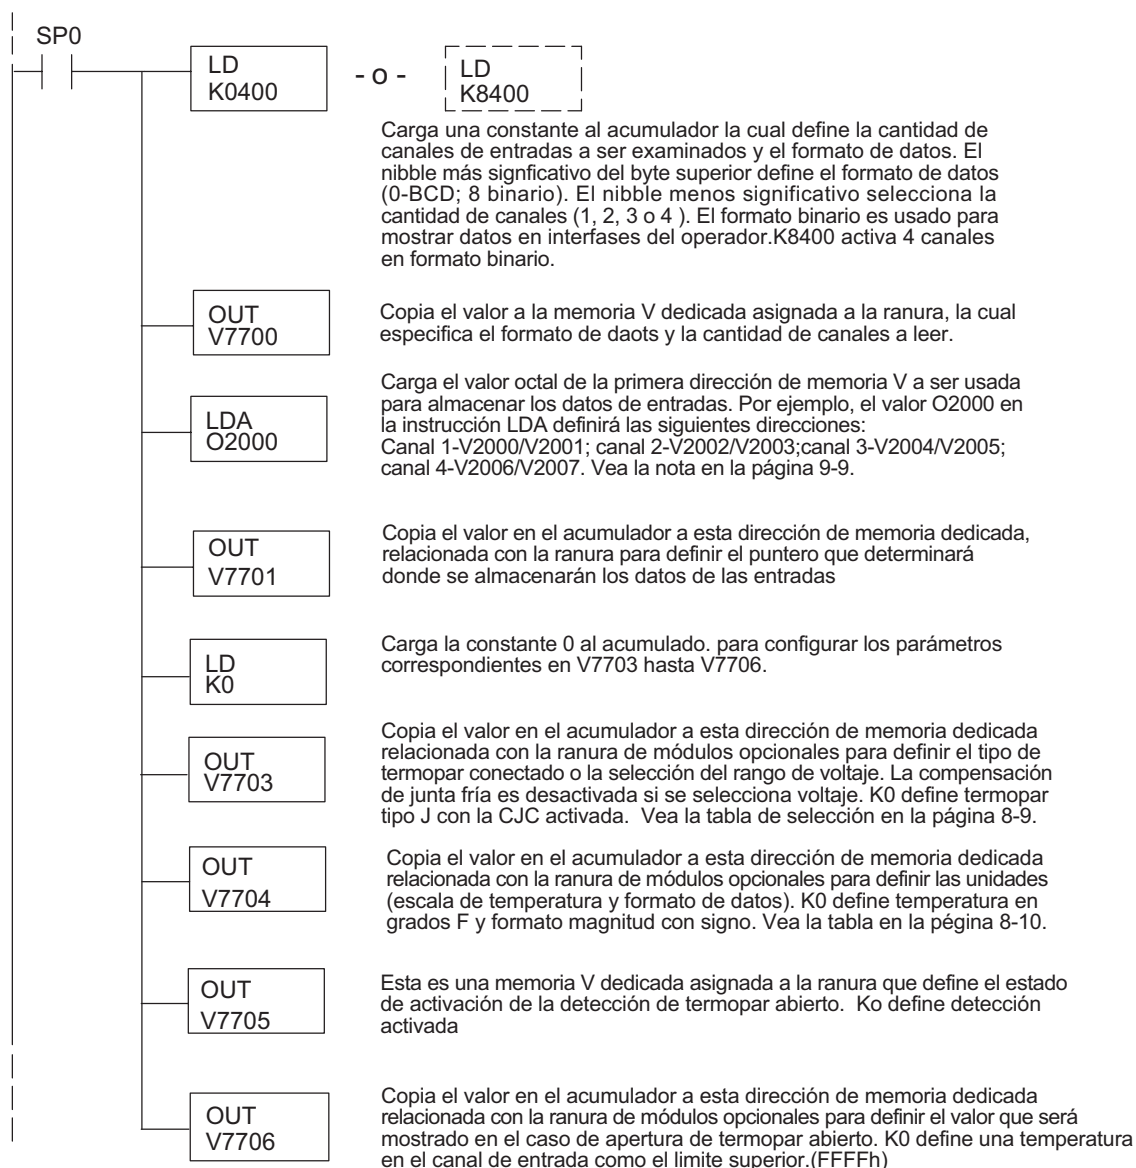 SP0
LD
K0400
- o -
LD
K8400
Carga una constante al acumulador la cual define la cantidad de
canales de entradas a ser examinados y el formato de datos. El
nibble más signficativo del byte superior define el formato de datos
(0-BCD; 8 binario). El nibble menos significativo selecciona la
cantidad de canales (1, 2, 3 o 4 ). El formato binario es usado para
mostrar datos en interfases del operador.K8400 activa 4 canales
en formato binario.
OUT
V7700
Copia el valor a la memoria V dedicada asignada a la ranura, la cual
especifica el formato de daots y la cantidad de canales a leer.
LDA
O2000
Carga el valor octal de la primera dirección de memoria V a ser usada
para almacenar los datos de entradas. Por ejemplo, el valor O2000 en
la instrucción LDA definirá las siguientes direcciones:
Canal 1-V2000/V2001; canal 2-V2002/V2003;canal 3-V2004/V2005;
canal 4-V2006/V2007. Vea la nota en la página 9-9.
OUT
V7701
Copia el valor en el acumulador a esta dirección de memoria dedicada,
relacionada con la ranura para definir el puntero que determinará
donde se almacenarán los datos de las entradas
LD
K0
Carga la constante 0 al acumulado. para configurar los parámetros
correspondientes en V7703 hasta V7706.
OUT
V7703
Copia el valor en el acumulador a esta dirección de memoria dedicada
relacionada con la ranura de módulos opcionales para definir el tipo de
termopar conectado o la selección del rango de voltaje. La compensación
de junta fría es desactivada si se selecciona voltaje. K0 define termopar
tipo J con la CJC activada.  Vea la tabla de selección en la página 8-9.
OUT
V7704
Copia el valor en el acumulador a esta dirección de memoria dedicada
relacionada con la ranura de módulos opcionales para definir las unidades
(escala de temperatura y formato de datos). K0 define temperatura en
grados F y formato magnitud con signo. Vea la tabla en la pégina 8-10.
OUT
V7705
Esta es una memoria V dedicada asignada a la ranura que define el estado
de activación de la detección de termopar abierto.  Ko define detección
activada
OUT
V7706
Copia el valor en el acumulador a esta dirección de memoria dedicada
relacionada con la ranura de módulos opcionales para definir el valor que será
mostrado en el caso de apertura de termopar abierto. K0 define una temperatura
en el canal de entrada como el limite superior.(FFFFh)